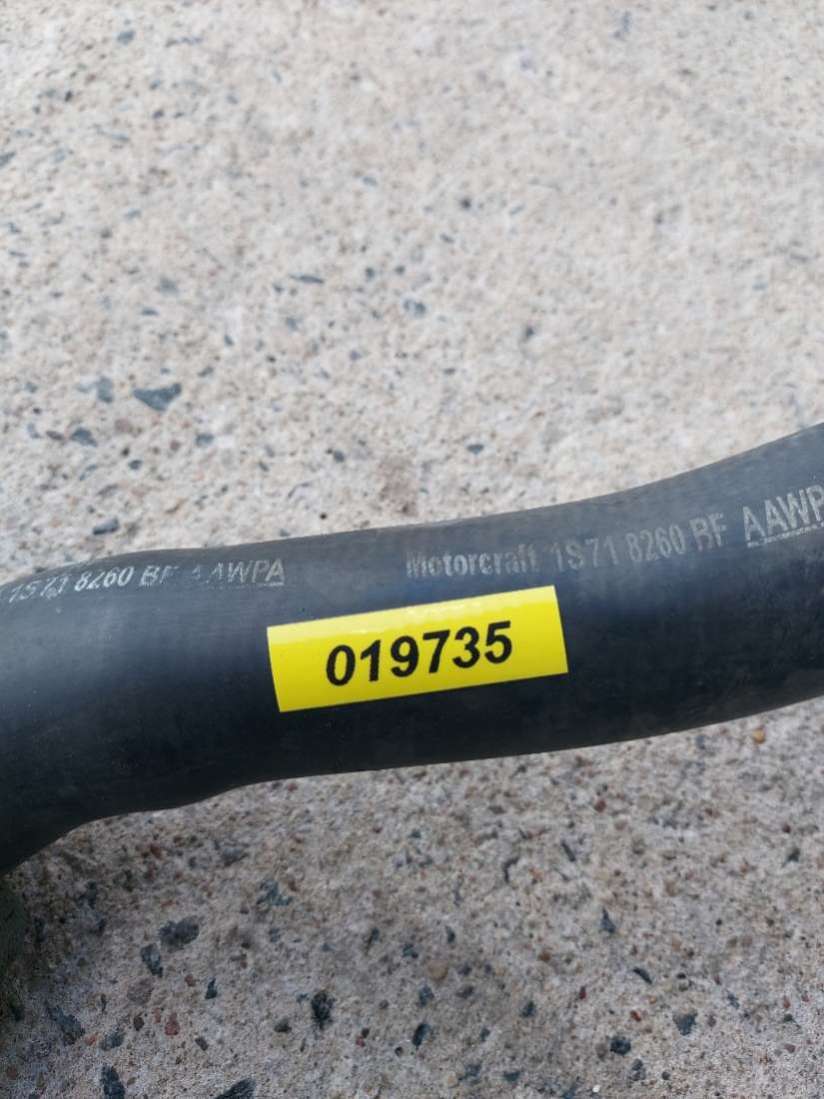 1S71 8260 BF AAWPA
Motorcraft 1S71 8260 BF AAWP
019735